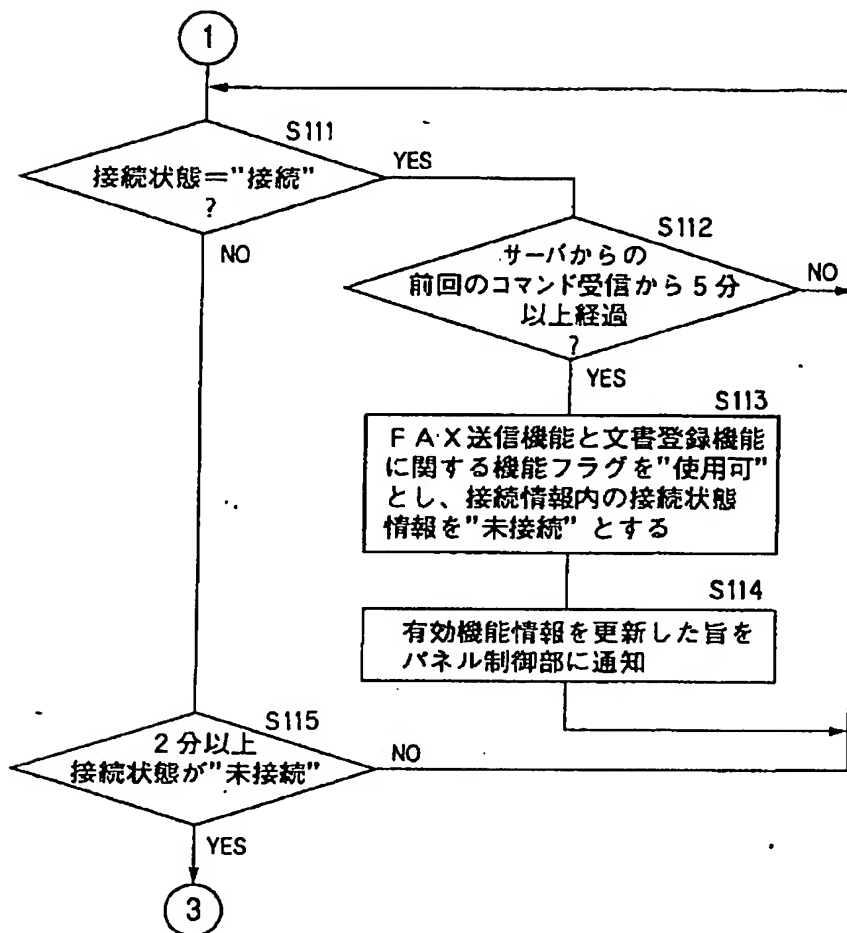 1
S111
接続状態＝"接続"
?
YES
NO
S112
サーバからの
前回のコマンド受信から5分
以上経過
?
NO
YES
S113
FAX送信機能と文書登録機能
に関する機能フラグを"使用可"
とし、接続情報内の接続状態
情報を"未接続"とする
S114
有効機能情報を更新した旨を
パネル制御部に通知
S115
2分以上
接続状態が"未接続"
NO
YES
3